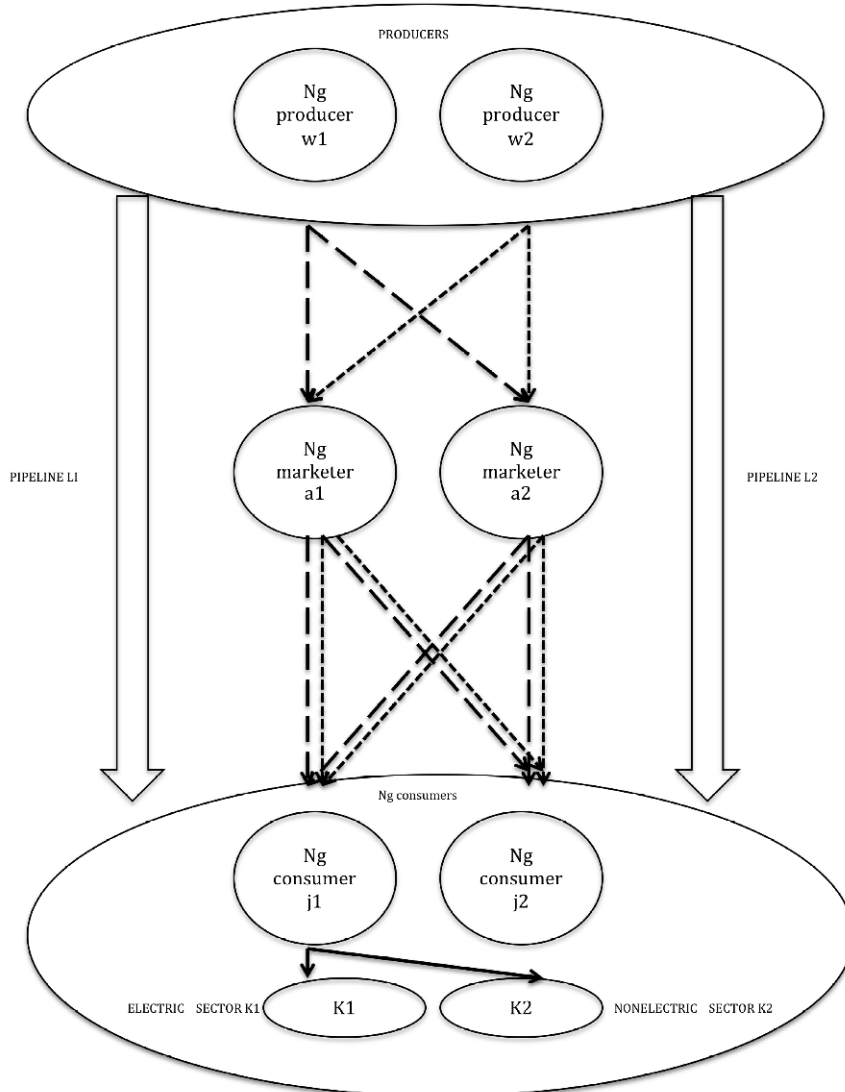 PRODUCERS
Ng
producer
w1
Ng
producer
w2
Ng
marketer
a1
Ng
marketer
a2
PIPELINE L1
PIPELINE L2
Ng consumers
Ng
consumer
j1
Ng
consumer
j2
ELECTRIC SECTOR K1
K1
K2
NONELECTRIC SECTOR K2